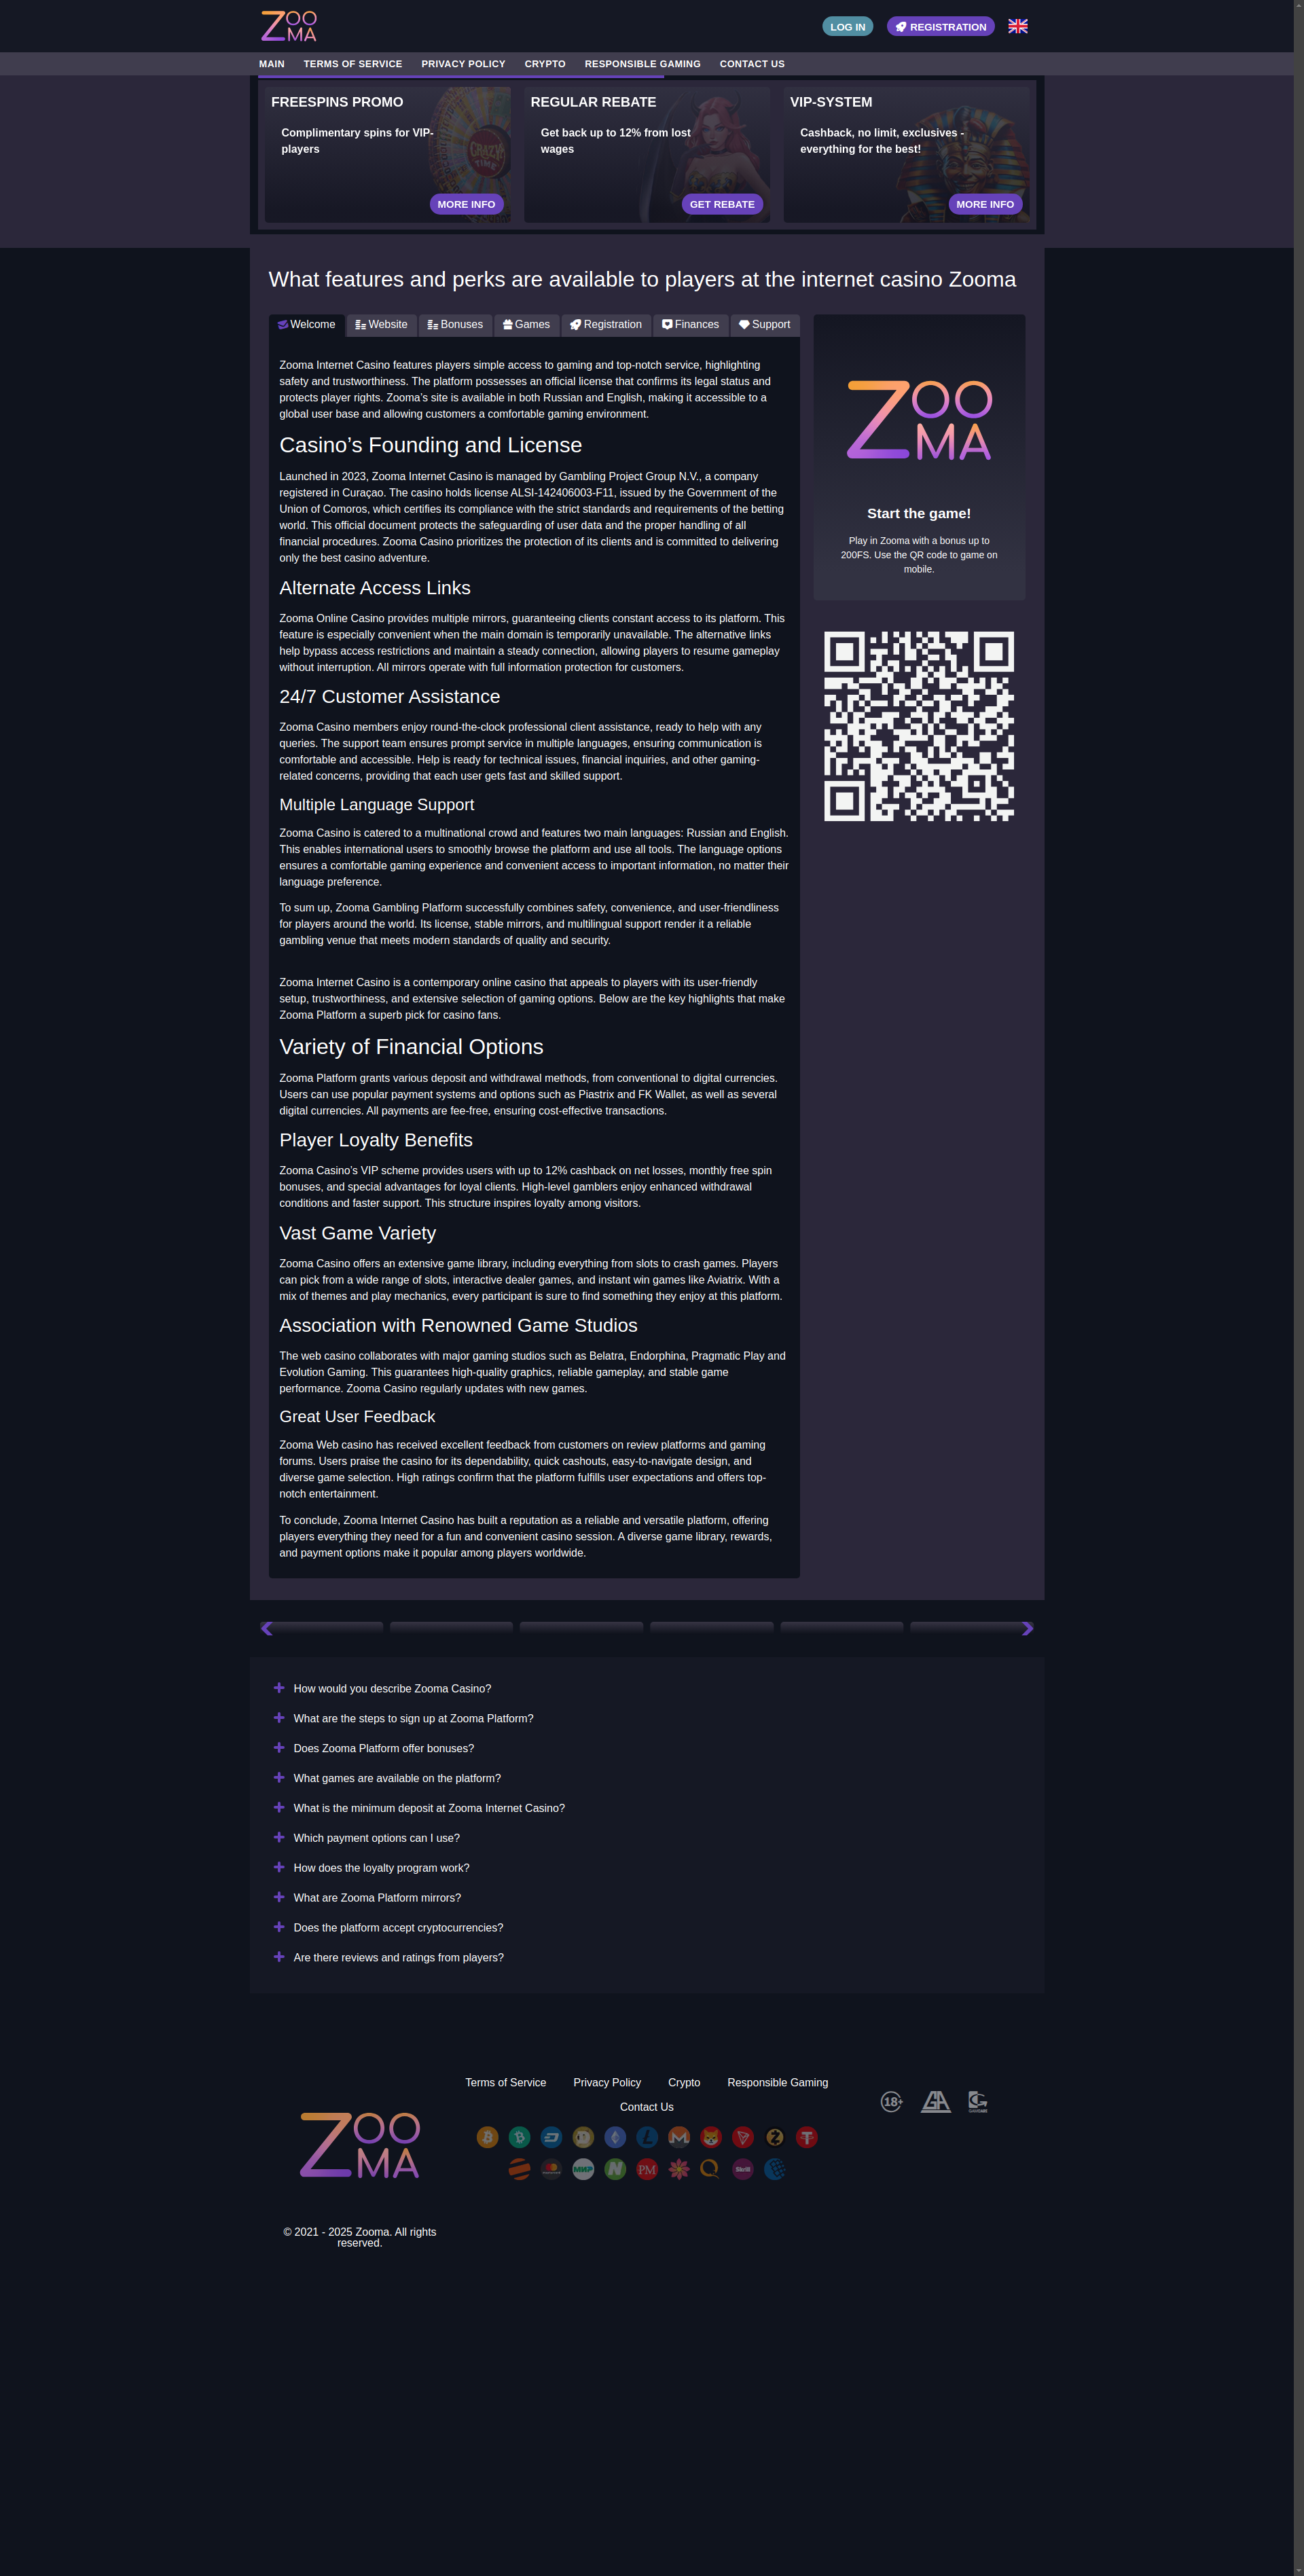 ZOO
MA
LOG IN
REGISTRATION
MAIN
TERMS OF SERVICE
PRIVACY POLICY
CRYPTO
RESPONSIBLE GAMING
CONTACT US
FREESPINS PROMO
Complimentary spins for VIP-
players
CRAZY
TIME
MORE INFO
REGULAR REBATE
Get back up to 12% from lost
wages
GET REBATE
VIP-SYSTEM
Cashback, no limit, exclusives -
everything for the best!
MORE INFO
What features and perks are available to players at the internet casino Zooma
Welcome
Website
Bonuses
Games
Registration
Finances
Support
Zooma Internet Casino features players simple access to gaming and top-notch service, highlighting
safety and trustworthiness. The platform possesses an official license that confirms its legal status and
protects player rights. Zooma’s site is available in both Russian and English, making it accessible to a
global user base and allowing customers a comfortable gaming environment.
Casino’s Founding and License
Launched in 2023, Zooma Internet Casino is managed by Gambling Project Group N.V., a company
registered in Curaçao. The casino holds license ALSI-142406003-F11, issued by the Government of the
Union of Comoros, which certifies its compliance with the strict standards and requirements of the betting
world. This official document protects the safeguarding of user data and the proper handling of all
financial procedures. Zooma Casino prioritizes the protection of its clients and is committed to delivering
only the best casino adventure.
Alternate Access Links
Zooma Online Casino provides multiple mirrors, guaranteeing clients constant access to its platform. This
feature is especially convenient when the main domain is temporarily unavailable. The alternative links
help bypass access restrictions and maintain a steady connection, allowing players to resume gameplay
without interruption. All mirrors operate with full information protection for customers.
24/7 Customer Assistance
Zooma Casino members enjoy round-the-clock professional client assistance, ready to help with any
queries. The support team ensures prompt service in multiple languages, ensuring communication is
comfortable and accessible. Help is ready for technical issues, financial inquiries, and other gaming-
related concerns, providing that each user gets fast and skilled support.
Multiple Language Support
Zooma Casino is catered to a multinational crowd and features two main languages: Russian and English.
This enables international users to smoothly browse the platform and use all tools. The language options
ensures a comfortable gaming experience and convenient access to important information, no matter their
language preference.
To sum up, Zooma Gambling Platform successfully combines safety, convenience, and user-friendliness
for players around the world. Its license, stable mirrors, and multilingual support render it a reliable
gambling venue that meets modern standards of quality and security.
Zooma Internet Casino is a contemporary online casino that appeals to players with its user-friendly
setup, trustworthiness, and extensive selection of gaming options. Below are the key highlights that make
Zooma Platform a superb pick for casino fans.
Variety of Financial Options
Zooma Platform grants various deposit and withdrawal methods, from conventional to digital currencies.
Users can use popular payment systems and options such as Piastrix and FK Wallet, as well as several
digital currencies. All payments are fee-free, ensuring cost-effective transactions.
Player Loyalty Benefits
Zooma Casino’s VIP scheme provides users with up to 12% cashback on net losses, monthly free spin
bonuses, and special advantages for loyal clients. High-level gamblers enjoy enhanced withdrawal
conditions and faster support. This structure inspires loyalty among visitors.
Vast Game Variety
Zooma Casino offers an extensive game library, including everything from slots to crash games. Players
can pick from a wide range of slots, interactive dealer games, and instant win games like Aviatrix. With a
mix of themes and play mechanics, every participant is sure to find something they enjoy at this platform.
Association with Renowned Game Studios
The web casino collaborates with major gaming studios such as Belatra, Endorphina, Pragmatic Play and
Evolution Gaming. This guarantees high-quality graphics, reliable gameplay, and stable game
performance. Zooma Casino regularly updates with new games.
Great User Feedback
Zooma Web casino has received excellent feedback from customers on review platforms and gaming
forums. Users praise the casino for its dependability, quick cashouts, easy-to-navigate design, and
diverse game selection. High ratings confirm that the platform fulfills user expectations and offers top-
notch entertainment.
To conclude, Zooma Internet Casino has built a reputation as a reliable and versatile platform, offering
players everything they need for a fun and convenient casino session. A diverse game library, rewards,
and payment options make it popular among players worldwide.
ZOO
MA
Start the game!
Play in Zooma with a bonus up to
200FS. Use the QR code to game on
mobile.
How would you describe Zooma Casino?
What are the steps to sign up at Zooma Platform?
Does Zooma Platform offer bonuses?
What games are available on the platform?
What is the minimum deposit at Zooma Internet Casino?
Which payment options can I use?
How does the loyalty program work?
What are Zooma Platform mirrors?
Does the platform accept cryptocurrencies?
Are there reviews and ratings from players?
ZOO
MA
© 2021 - 2025 Zooma. All rights
reserved.
Terms of Service
Privacy Policy
Crypto
Responsible Gaming
Contact Us
МИР
PM
Skrill
18+
GA